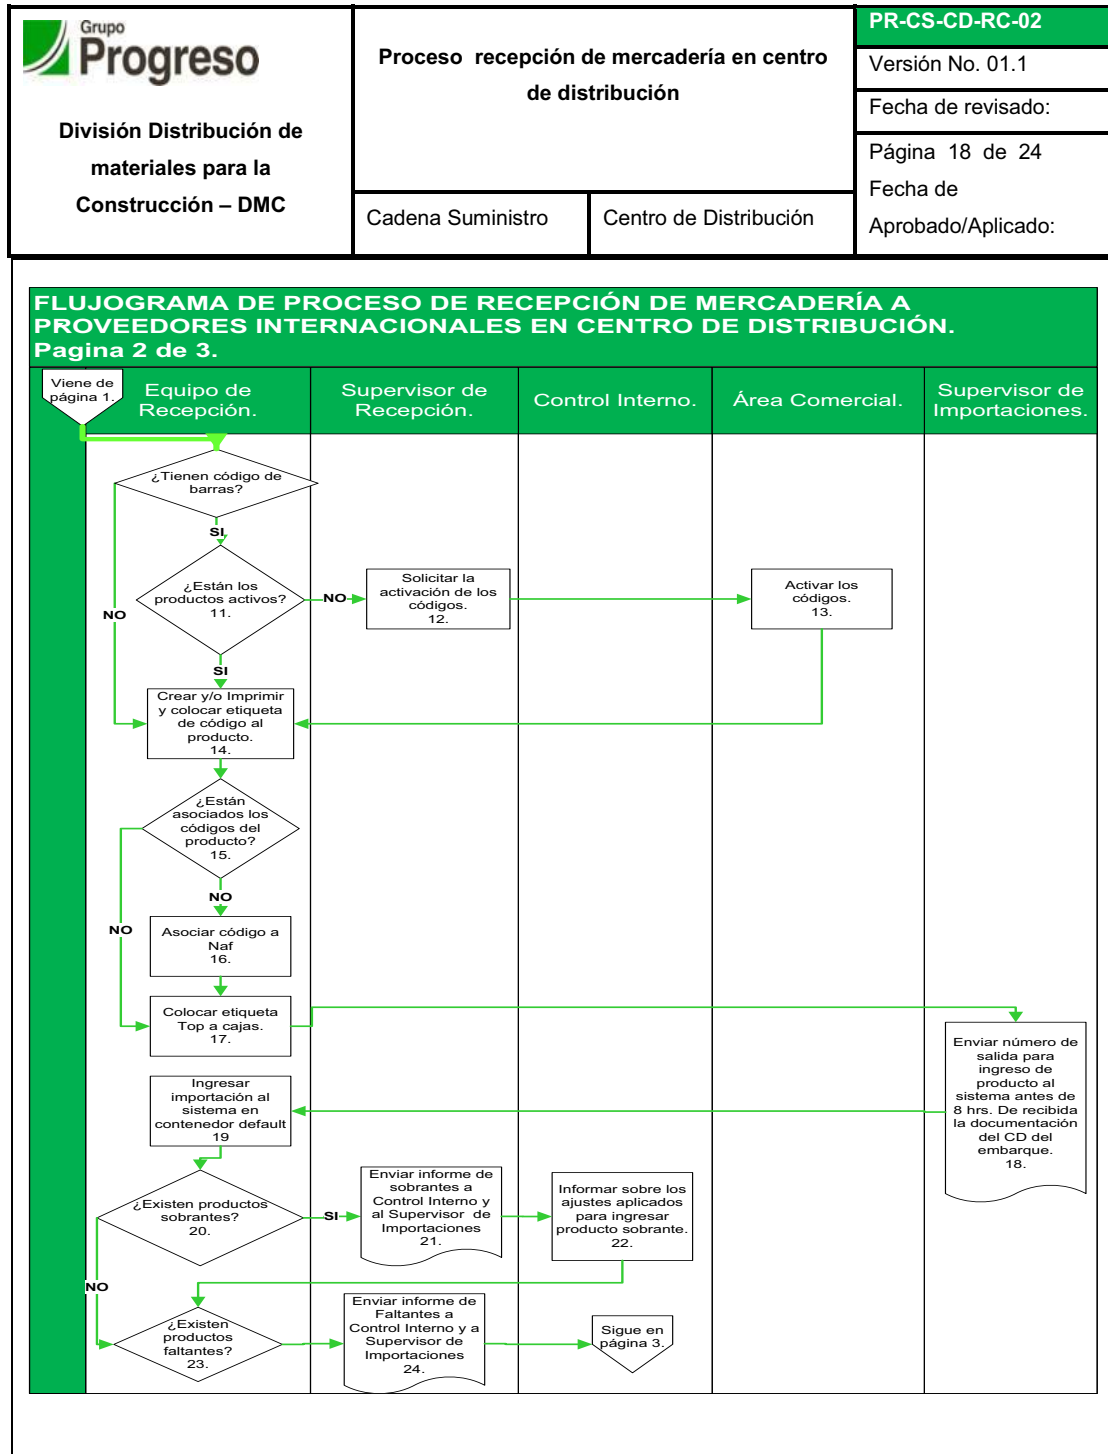 Grupo
Progreso
División Distribución de
materiales para la
Construcción – DMC
Proceso recepción de mercadería en centro
de distribución
Cadena Suministro
Centro de Distribución
PR-CS-CD-RC-02
Versión No. 01.1
Fecha de revisado:
Página 18 de 24
Fecha de
Aprobado/Aplicado:
FLUJOGRAMA DE PROCESO DE RECEPCIÓN DE MERCADERÍA A
PROVEEDORES INTERNACIONALES EN CENTRO DE DISTRIBUCIÓN.
Pagina 2 de 3.
Viene de
página 1.
Equipo de
Recepción.
Supervisor de
Recepción.
Control Interno.
Área Comercial.
Supervisor de
Importaciones.
¿Tienen código de
barras?
SI
¿Están los
productos activos?
11.
NO
NO
Solicitar la
activación de los
códigos.
12.
Activar los
códigos.
13.
SI
Crear y/o Imprimir
y colocar etiqueta
de código al
producto.
14.
¿Están
asociados los
códigos del
producto?
15.
NO
NO
Asociar código a
Naf
16.
Colocar etiqueta
Top a cajas.
17.
Enviar número de
salida para
ingreso de
producto al
sistema antes de
8 hrs. De recibida
la documentación
del CD del
embarque.
18.
Ingresar
importación al
sistema en
contenedor default
19
¿Existen productos
sobrantes?
20.
SI
Enviar informe de
sobrantes a
Control Interno y
al Supervisor de
Importaciones
21.
Informar sobre los
ajustes aplicados
para ingresar
producto sobrante.
22.
NO
¿Existen
productos
faltantes?
23.
Enviar informe de
Faltantes a
Control Interno y a
Supervisor de
Importaciones
24.
Sigue en
página 3.